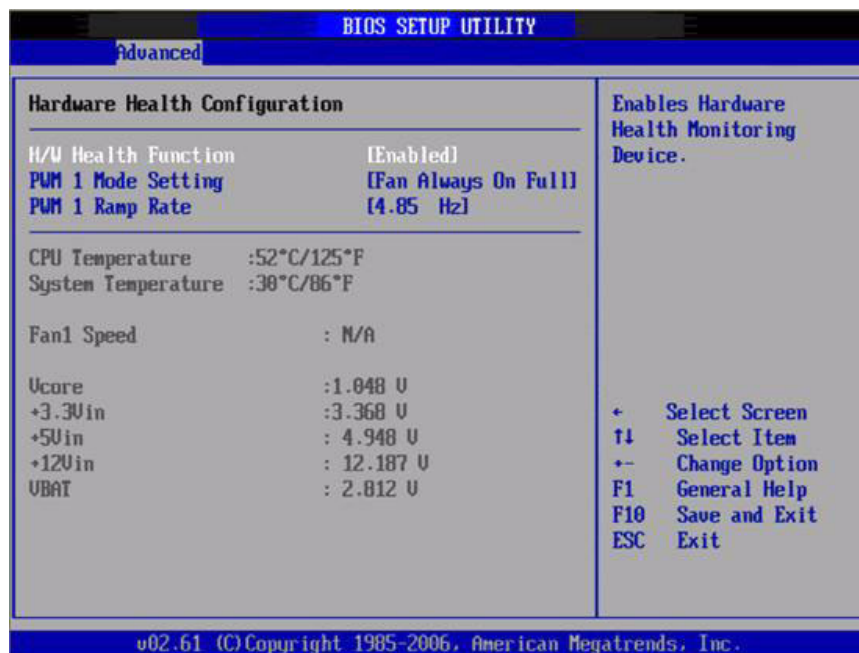 BIOS SETUP UTILITY
Advanced
Hardware Health Configuration
H/W Health Function [Enabled]
PWM 1 Mode Setting [Fan Always On Full]
PWM 1 Ramp Rate [4.85 Hz]
CPU Temperature :52°C/125°F
System Temperature :30°C/86°F
Fan1 Speed : N/A
Vcore :1.048 V
+3.3Vin :3.368 V
+5Vin : 4.948 V
+12Vin : 12.187 V
VBAT : 2.812 V
Enables Hardware
Health Monitoring
Device.
← Select Screen
↑↓ Select Item
+- Change Option
F1 General Help
F10 Save and Exit
ESC Exit
v02.61 (C)Copyright 1985-2006, American Megatrends, Inc.